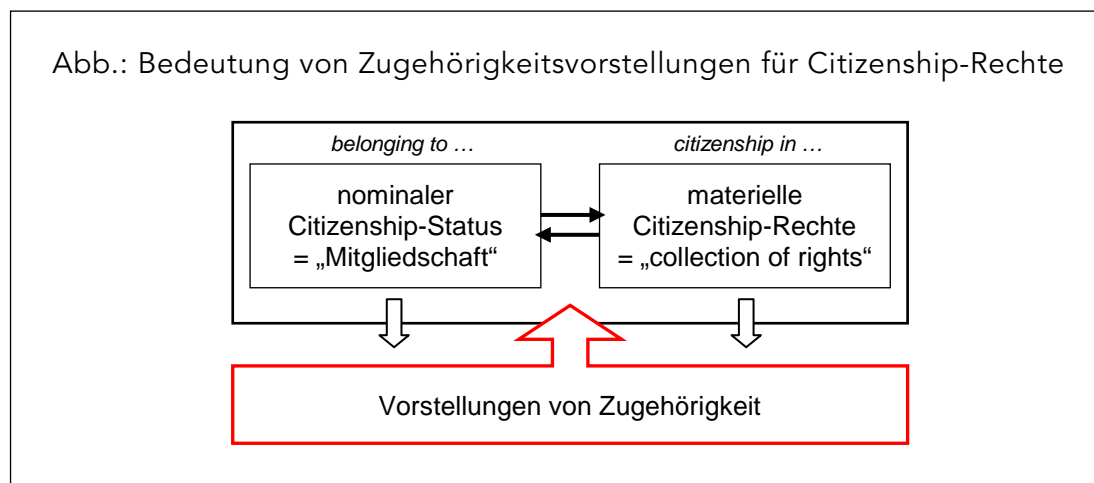 Abb.: Bedeutung von Zugehörigkeitsvorstellungen für Citizenship-Rechte
belonging to …
nominaler
Citizenship-Status
= „Mitgliedschaft“
citizenship in …
materielle
Citizenship-Rechte
= „collection of rights“
Vorstellungen von Zugehörigkeit